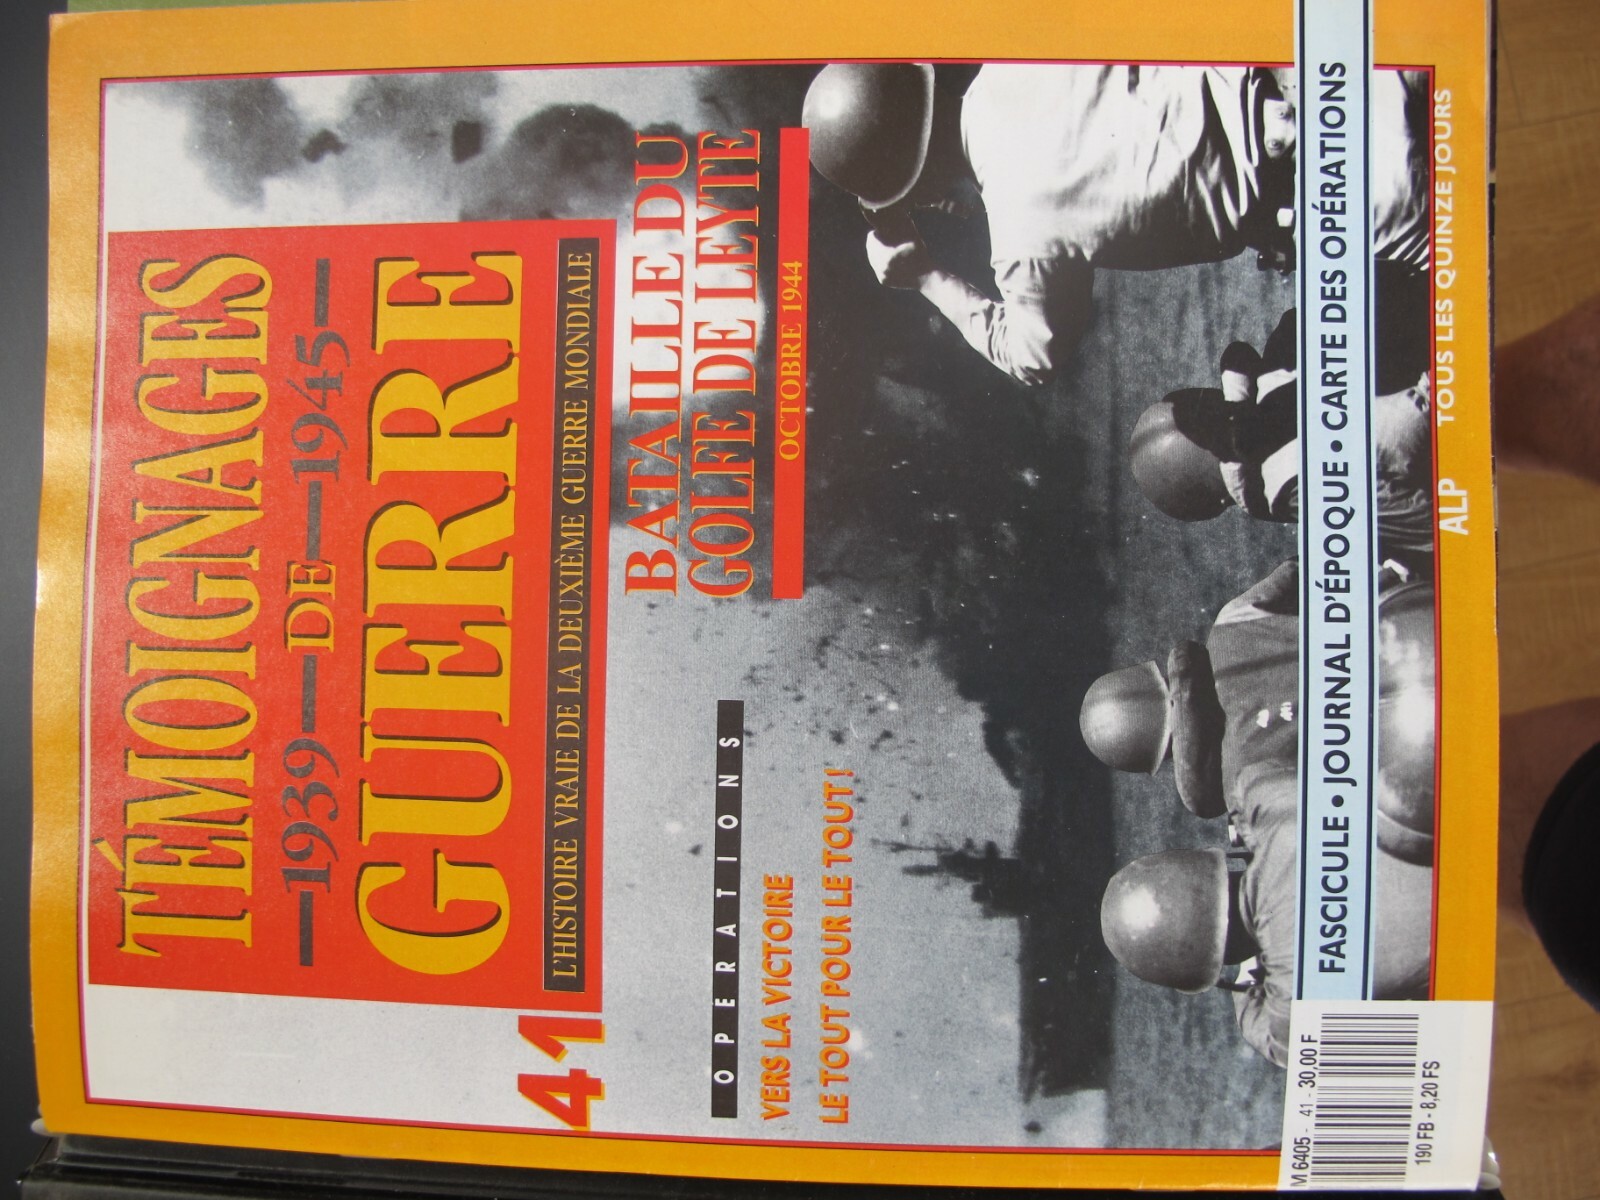 TÉMOIGNAGES
1939 DE 1945
GUERRE
L'HISTOIRE VRAIE DE LA DEUXIÈME GUERRE MONDIALE
41
BATAILLE DU
GOLFE DE LEYTE
OCTOBRE 1944
OPÉRATIONS
VERS LA VICTOIRE
LE TOUT POUR LE TOUT !
FASCICULE • JOURNAL D'ÉPOQUE • CARTE DES OPÉRATIONS
M 6405 - 41 - 30,00 F
190 FB - 8,20 FS
ALP TOUS LES QUINZE JOURS